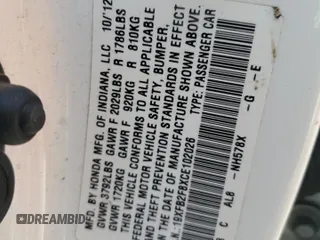 MFD. BY HONDA MFG. OF INDIANA, LLC 10/12
GVWR 3792LBS GAWR F 2029LBS R 1786LBS
GVWR 1720KG GAWR F 920KG R 810KG
THIS VEHICLE CONFORMS TO ALL APPLICABLE
FEDERAL MOTOR VEHICLE SAFETY, BUMPER,
AND THEFT PREVENTION STANDARDS IN EFFECT
ON THE DATE OF MANUFACTURE SHOWN ABOVE.
19XFB2F8XCE102026 TYPE: PASSENGER CAR
C AL8 -NH578X -G -E
DREAMBID